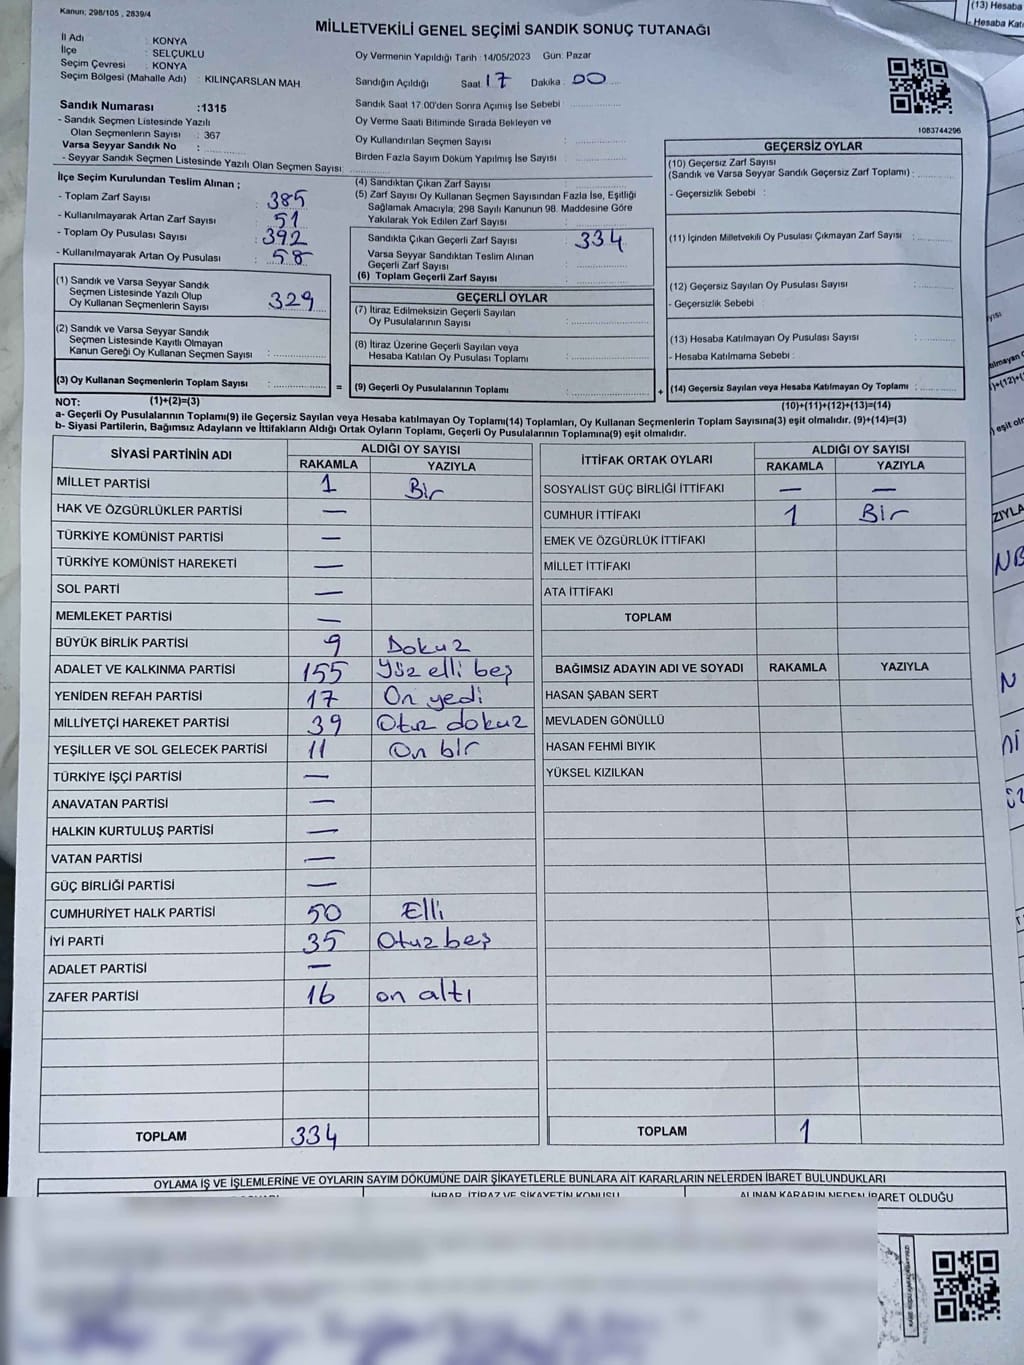 Kanun; 298/105 , 2839/4
MİLLETVEKİLİ GENEL SEÇİMİ SANDIK SONUÇ TUTANAĞI
İl Adı : KONYA
İlçe : SELÇUKLU
Seçim Çevresi : KONYA
Seçim Bölgesi (Mahalle Adı) : KILINÇARSLAN MAH
Sandık Numarası :1315
- Sandık Seçmen Listesinde Yazılı
Olan Seçmenlerin Sayısı : 367
Varsa Seyyar Sandık No :
- Seyyar Sandık Seçmen Listesinde Yazılı Olan Seçmen Sayısı:
Oy Vermenin Yapıldığı Tarih :14/05/2023 Gün. Pazar
Sandığın Açıldığı Saat 17 Dakika 00
Sandık Saat 17.00'den Sonra Açımış İse Sebebi
Oy Verme Saati Bitiminde Sırada Bekleyen ve
Oy Kullandırılan Seçmen Sayısı :
Birden Fazla Sayım Döküm Yapılmış İse Sayısı :
1083744296
İlçe Seçim Kurulundan Teslim Alınan ;
- Toplam Zarf Sayısı : 385
- Kullanılmayarak Artan Zarf Sayısı : 51
- Toplam Oy Pusulası Sayısı : 392
- Kullanılmayarak Artan Oy Pusulası : 58
(1) Sandık ve Varsa Seyyar Sandık
Seçmen Listesinde Yazılı Olup
Oy Kullanan Seçmenlerin Sayısı : 329
(2) Sandık ve Varsa Seyyar Sandık
Seçmen Listesinde Kayıtlı Olmayan
Kanun Gereği Oy Kullanan Seçmen Sayısı :
(3) Oy Kullanan Seçmenlerin Toplam Sayısı :
(1)+(2)=(3)
(4) Sandıktan Çıkan Zarf Sayısı :
(5) Zarf Sayısı Oy Kullanan Seçmen Sayısından Fazla İse, Eşitliği
Sağlamak Amacıyla; 298 Sayılı Kanunun 98. Maddesine Göre
Yakılarak Yok Edilen Zarf Sayısı :
Sandıkta Çıkan Geçerli Zarf Sayısı : 334
Varsa Seyyar Sandıktan Teslim Alınan
Geçerli Zarf Sayısı :
(6) Toplam Geçerli Zarf Sayısı :
GEÇERLİ OYLAR
(7) İtiraz Edilmeksizin Geçerli Sayılan
Oy Pusulalarının Sayısı :
(8) İtiraz Üzerine Geçerli Sayılan veya
Hesaba Katılan Oy Pusulası Toplamı :
= (9) Geçerli Oy Pusulalarının Toplamı :
GEÇERSİZ OYLAR
(10) Geçersiz Zarf Sayısı
(Sandık ve Varsa Seyyar Sandık Geçersiz Zarf Toplamı) :
- Geçersizlik Sebebi :
(11) İçinden Milletvekili Oy Pusulası Çıkmayan Zarf Sayısı :
(12) Geçersiz Sayılan Oy Pusulası Sayısı :
- Geçersizlik Sebebi :
(13) Hesaba Katılmayan Oy Pusulası Sayısı :
- Hesaba Katılmama Sebebi :
+ (14) Geçersiz Sayılan veya Hesaba Katılmayan Oy Toplamı :
(10)+(11)+(12)+(13)=(14)
NOT:
a- Geçerli Oy Pusulalarının Toplamı(9) ile Geçersiz Sayılan veya Hesaba katılmayan Oy Toplamı(14) Toplamları, Oy Kullanan Seçmenlerin Toplam Sayısına(3) eşit olmalıdır. (9)+(14)=(3)
b- Siyasi Partilerin, Bağımsız Adayların ve İttifakların Aldığı Ortak Oyların Toplamı, Geçerli Oy Pusulalarının Toplamına(9) eşit olmalıdır.
SİYASİ PARTİNİN ADI ALDIĞI OY SAYISI
RAKAMLA YAZIYLA
MİLLET PARTİSİ 1 Bir
HAK VE ÖZGÜRLÜKLER PARTİSİ —
TÜRKİYE KOMÜNİST PARTİSİ —
TÜRKİYE KOMÜNİST HAREKETİ —
SOL PARTİ —
MEMLEKET PARTİSİ —
BÜYÜK BİRLİK PARTİSİ 9 Dokuz
ADALET VE KALKINMA PARTİSİ 155 Yüz elli beş
YENİDEN REFAH PARTİSİ 17 On yedi
MİLLİYETÇİ HAREKET PARTİSİ 39 Otuz dokuz
YEŞİLLER VE SOL GELECEK PARTİSİ 11 On bir
TÜRKİYE İŞÇİ PARTİSİ —
ANAVATAN PARTİSİ —
HALKIN KURTULUŞ PARTİSİ —
VATAN PARTİSİ —
GÜÇ BİRLİĞİ PARTİSİ —
CUMHURİYET HALK PARTİSİ 50 Elli
İYİ PARTİ 35 Otuz beş
ADALET PARTİSİ —
ZAFER PARTİSİ 16 on altı
TOPLAM 334
İTTİFAK ORTAK OYLARI ALDIĞI OY SAYISI
RAKAMLA YAZIYLA
SOSYALİST GÜÇ BİRLİĞİ İTTİFAKI — —
CUMHUR İTTİFAKI 1 Bir
EMEK VE ÖZGÜRLÜK İTTİFAKI
MİLLET İTTİFAKI
ATA İTTİFAKI
TOPLAM
BAĞIMSIZ ADAYIN ADI VE SOYADI RAKAMLA YAZIYLA
HASAN ŞABAN SERT
MEVLADEN GÖNÜLLÜ
HASAN FEHMİ BIYIK
YÜKSEL KIZILKAN
TOPLAM 1
OYLAMA İŞ VE İŞLEMLERİNE VE OYLARIN SAYIM DÖKÜMÜNE DAİR ŞİKAYETLERLE BUNLARA AİT KARARLARIN NELERDEN İBARET BULUNDUKLARI
İHBAR, İTİRAZ VE ŞİKAYETİN KONUSU
ALINAN KARARIN NEDEN İBARET OLDUĞU
(13) Hesaba
- Hesaba Kat